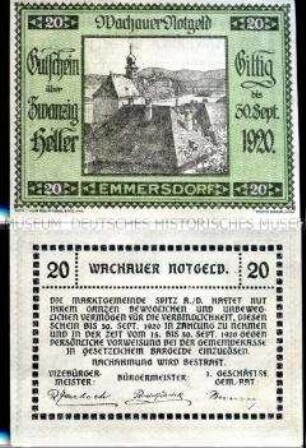 20 Wachauer Notgeld 20
Gutschein
über
Zwanzig
Heller
Giltig
bis
30. Sept.
1920.
20 EMMERSDORF 20
MUSEUM DEUTSCHES HISTORISCHES MUSEUM
20 WACHAUER NOTGELD. 20
DIE MARKTGEMEINDE SPITZ A./D. HAFTET MIT
IHREM GANZEN BEWEGLICHEN UND UNBEWEG-
LICHEN VERMÖGEN FÜR DIE VERBINDLICHKEIT, DIESEN
SCHEIN BIS 30. SEPT. 1920 IN ZAHLUNG ZU NEHMEN
UND IN DER ZEIT VOM 15. BIS 30. SEPT. 1920 GEGEN
PERSÖNLICHE VORWEISUNG BEI DER GEMEINDEKASSE
IN GESETZLICHEM BARGELDE EINZULÖSEN.
NACHAHMUNG WIRD BESTRAFT.
VIZEBÜRGER- I. GESCHÄFTSF.
MEISTER: BÜRGERMEISTER GEM. RAT